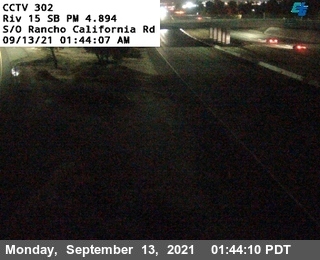 CCTV 302
Riv 15 SB PM 4.894
S/O Rancho California Rd
09/13/21 01:44:07 AM
Monday, September 13, 2021 01:44:10 PDT